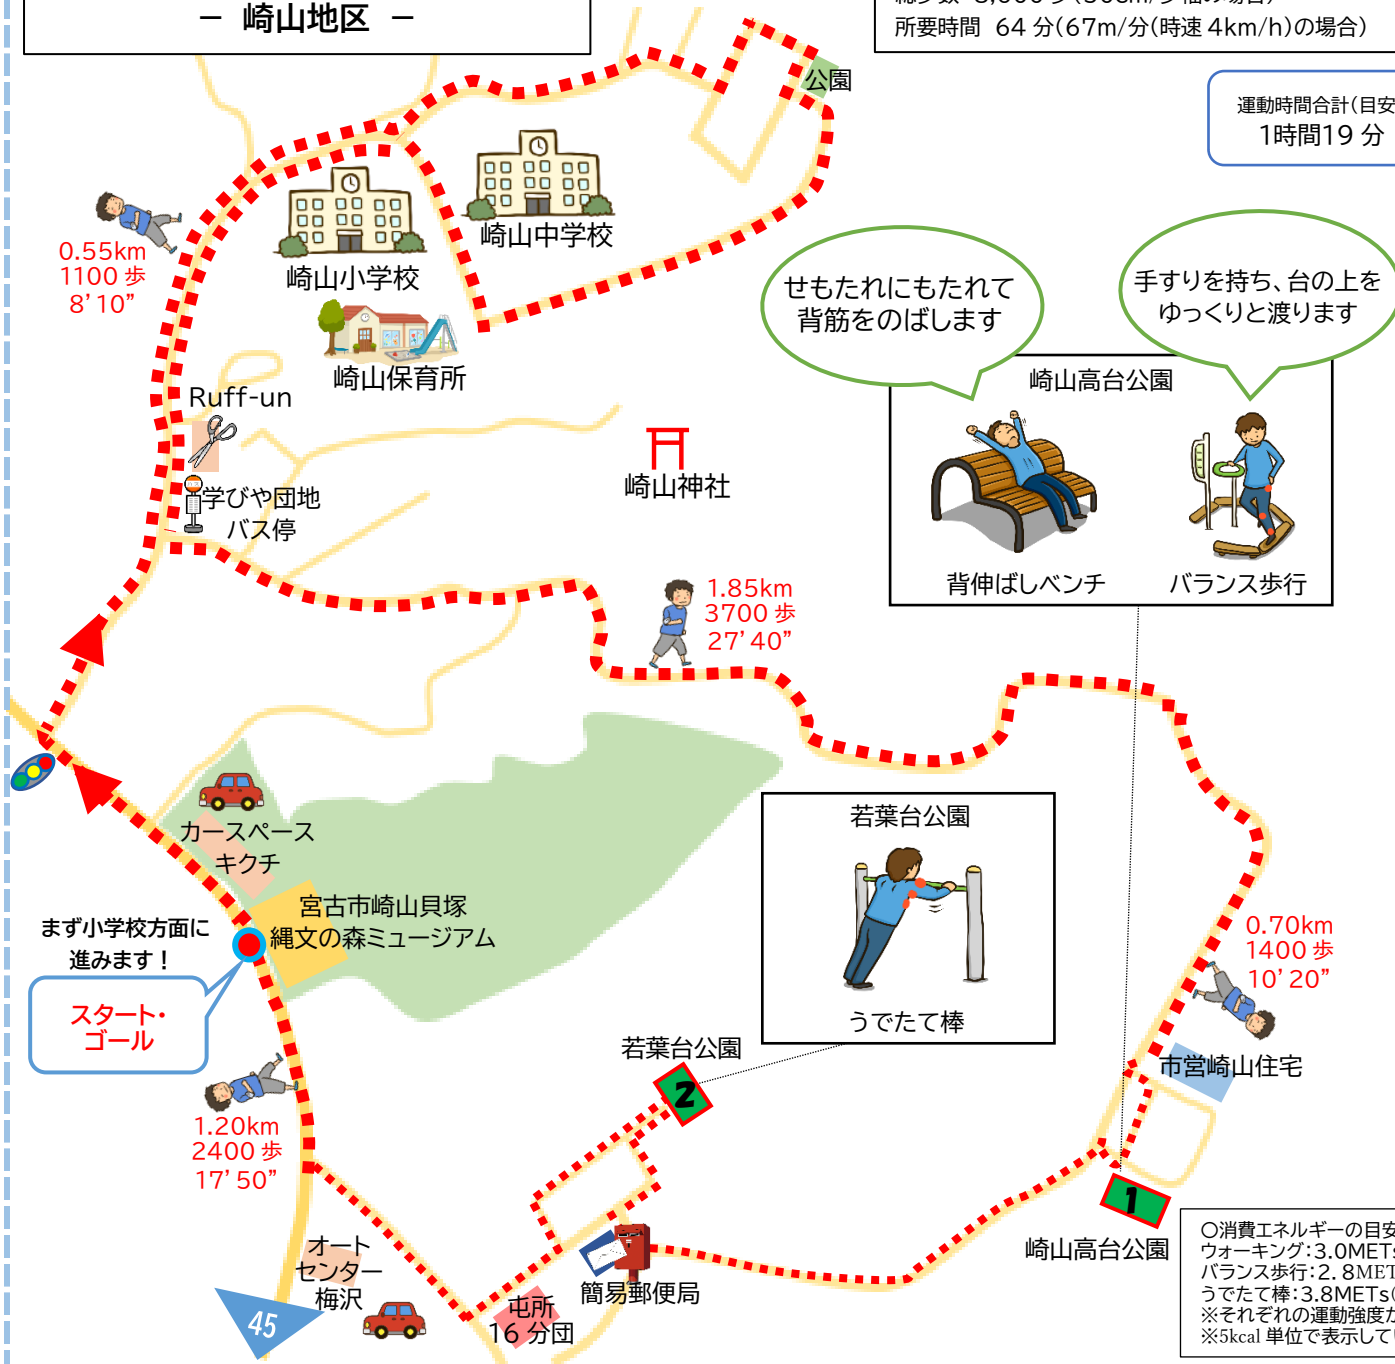 − 崎山地区 −
所要時間 64 分(67m/分(時速 4km/h)の場合)
運動時間合計(目安
1時間19 分
公園
崎山中学校
崎山小学校
崎山保育所
0.55km
1100 歩
8’10”
せもたれにもたれて
背筋をのばします
手すりを持ち、台の上を
ゆっくりと渡ります
崎山高台公園
背伸ばしベンチ
バランス歩行
Ruff-un
学びや団地
バス停
崎山神社
1.85km
3700 歩
27’40”
カースペース
キクチ
宮古市崎山貝塚
縄文の森ミュージアム
まず小学校方面に
進みます！
スタート・
ゴール
若葉台公園
うでたて棒
0.70km
1400 歩
10’20”
市営崎山住宅
若葉台公園
2
1.20km
2400 歩
17’50”
1
崎山高台公園
オート
センター
梅沢
45
簡易郵便局
屯所
16 分団
〇消費エネルギーの目安
ウォーキング：3.0METs
バランス歩行：2.8MET
うでたて棒：3.8METs(
※それぞれの運動強度か
※5kcal 単位で表示して